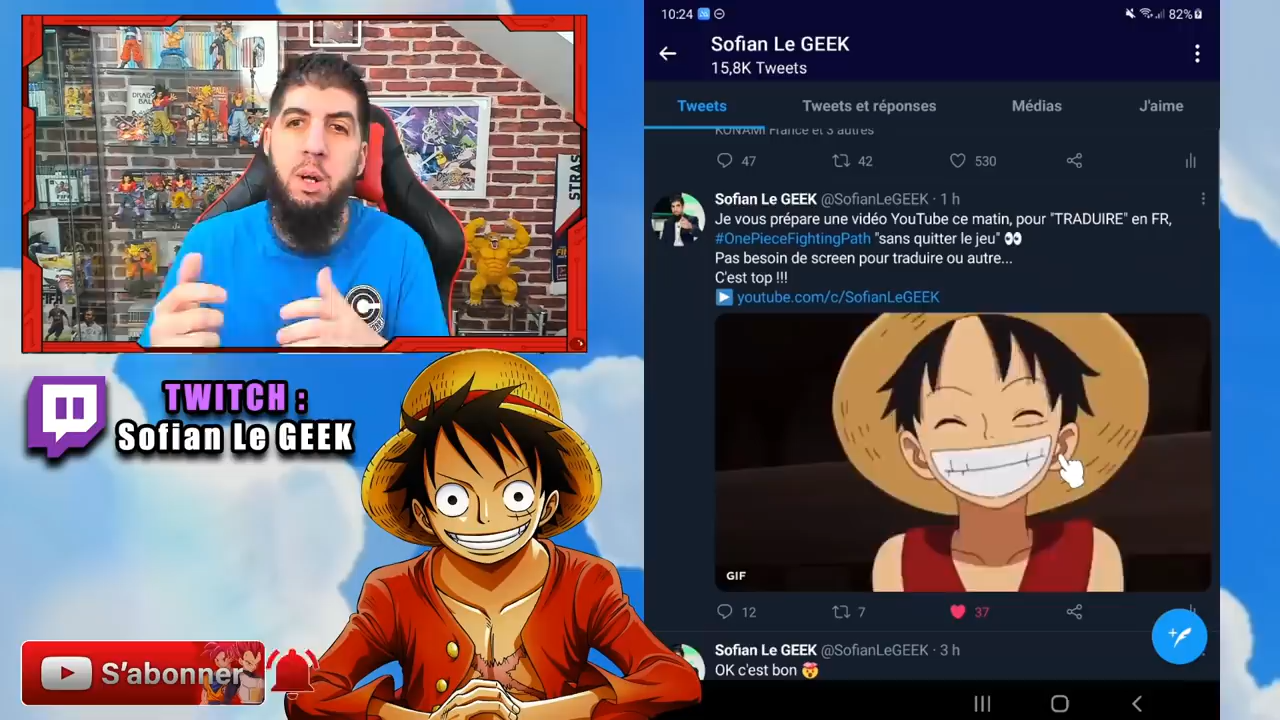 STRAS
TWITCH :
Sofian Le GEEK
S'abonner
10:24
82%
Sofian Le GEEK
15,8K Tweets
Tweets
Tweets et réponses
Médias
J'aime
KONAMI France et 3 autres
47
42
530
Sofian Le GEEK @SofianLeGEEK · 1 h
Je vous prépare une vidéo YouTube ce matin, pour "TRADUIRE" en FR,
#OnePieceFightingPath "sans quitter le jeu" 👀
Pas besoin de screen pour traduire ou autre...
C'est top !!!
▶️ youtube.com/c/SofianLeGEEK
GIF
12
7
37
Sofian Le GEEK @SofianLeGEEK · 3 h
OK c'est bon 🤯